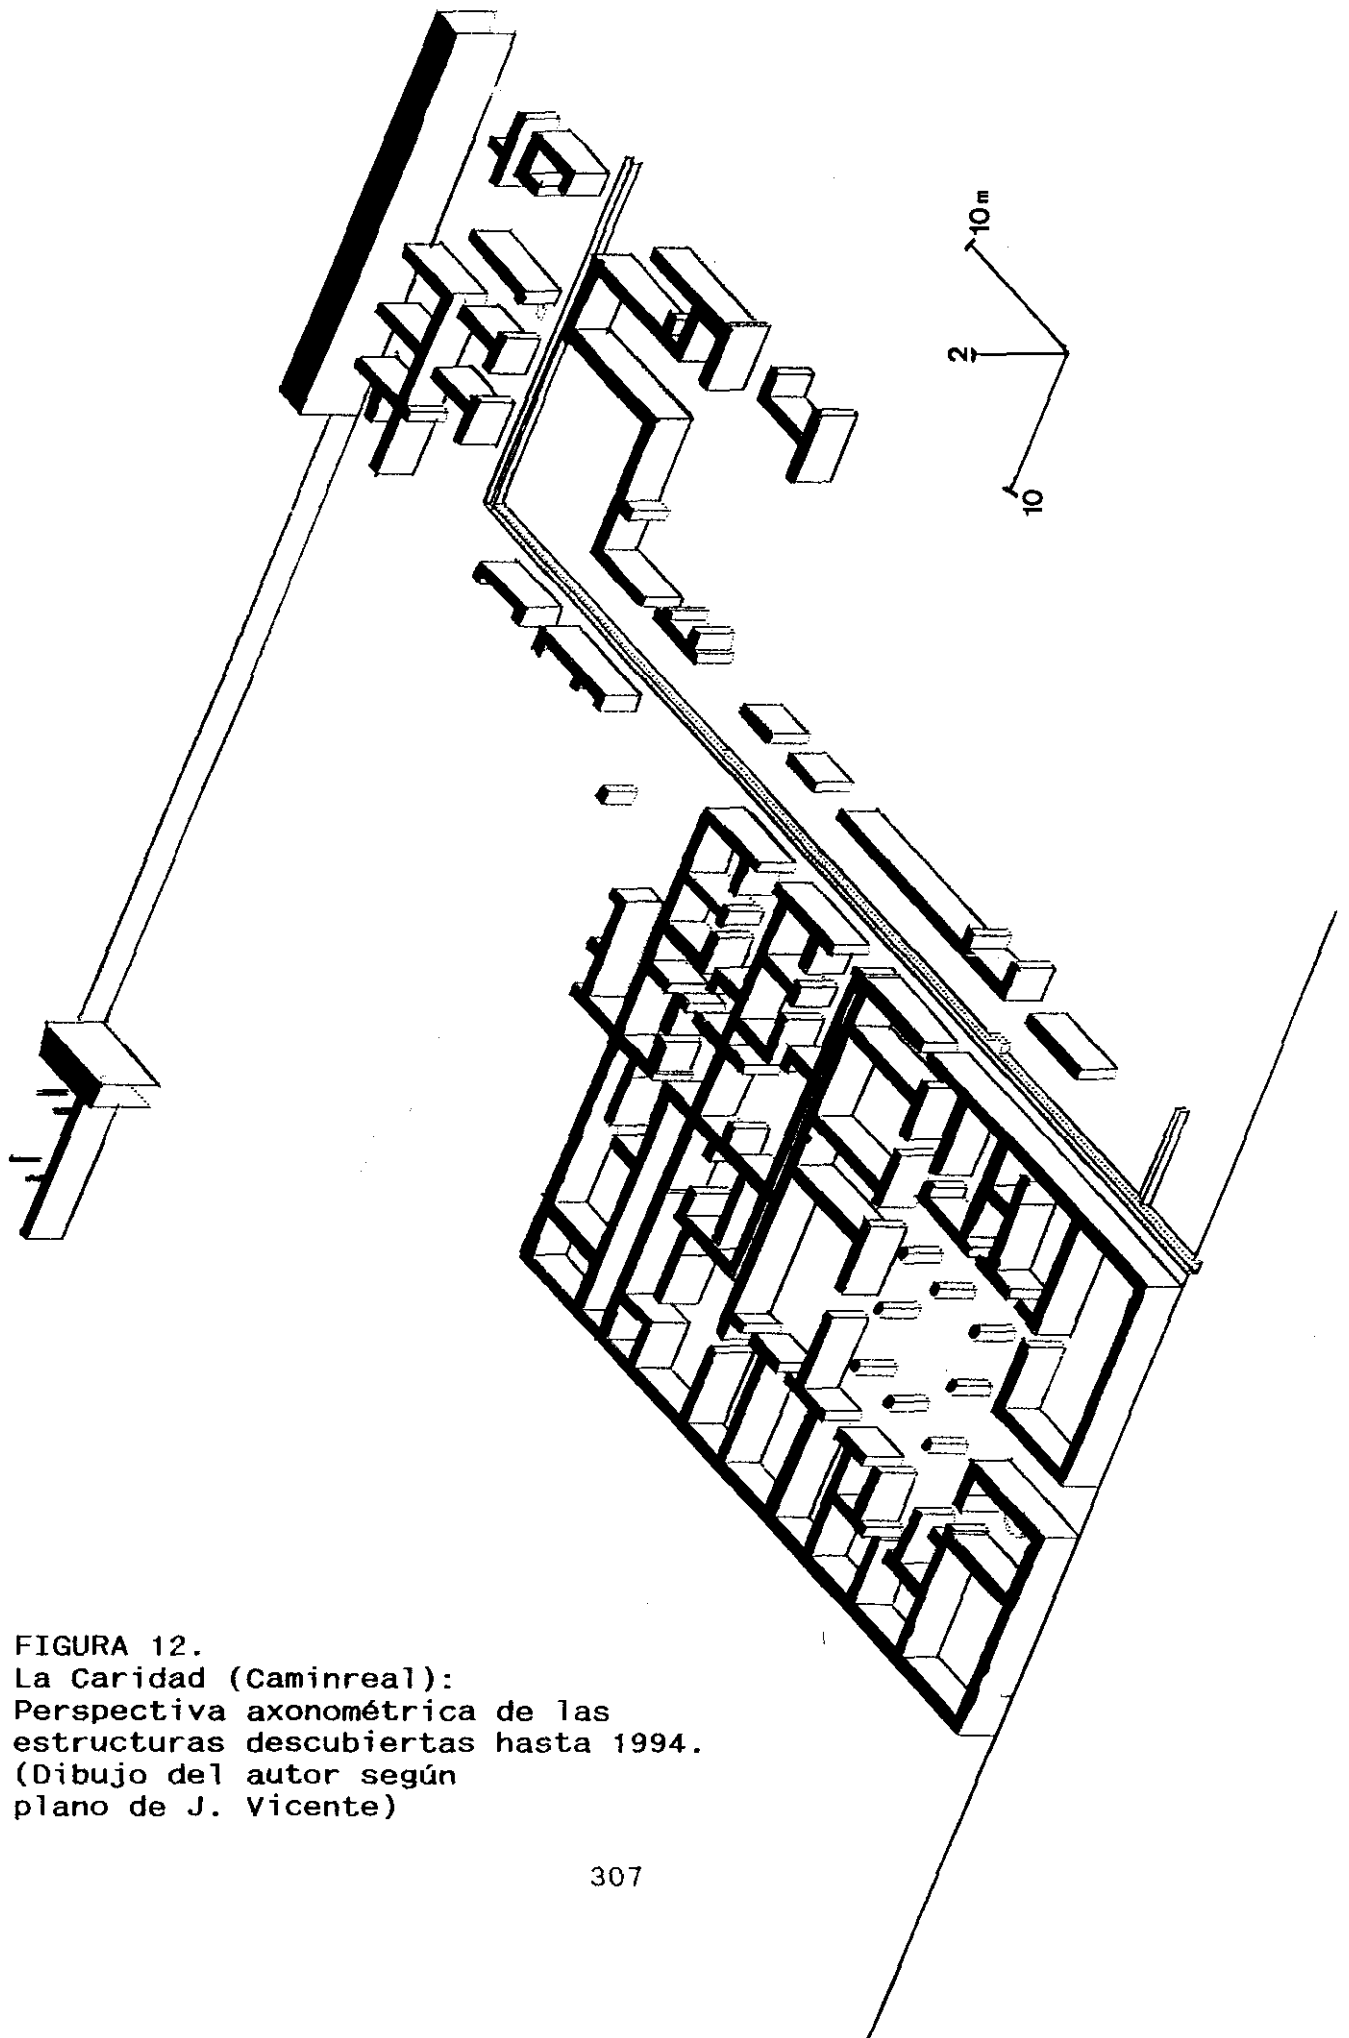 10m
2
10
FIGURA 12.
La Caridad (Caminreal):
Perspectiva axonométrica de las
estructuras descubiertas hasta 1994.
(Dibujo del autor según
plano de J. Vicente)
307